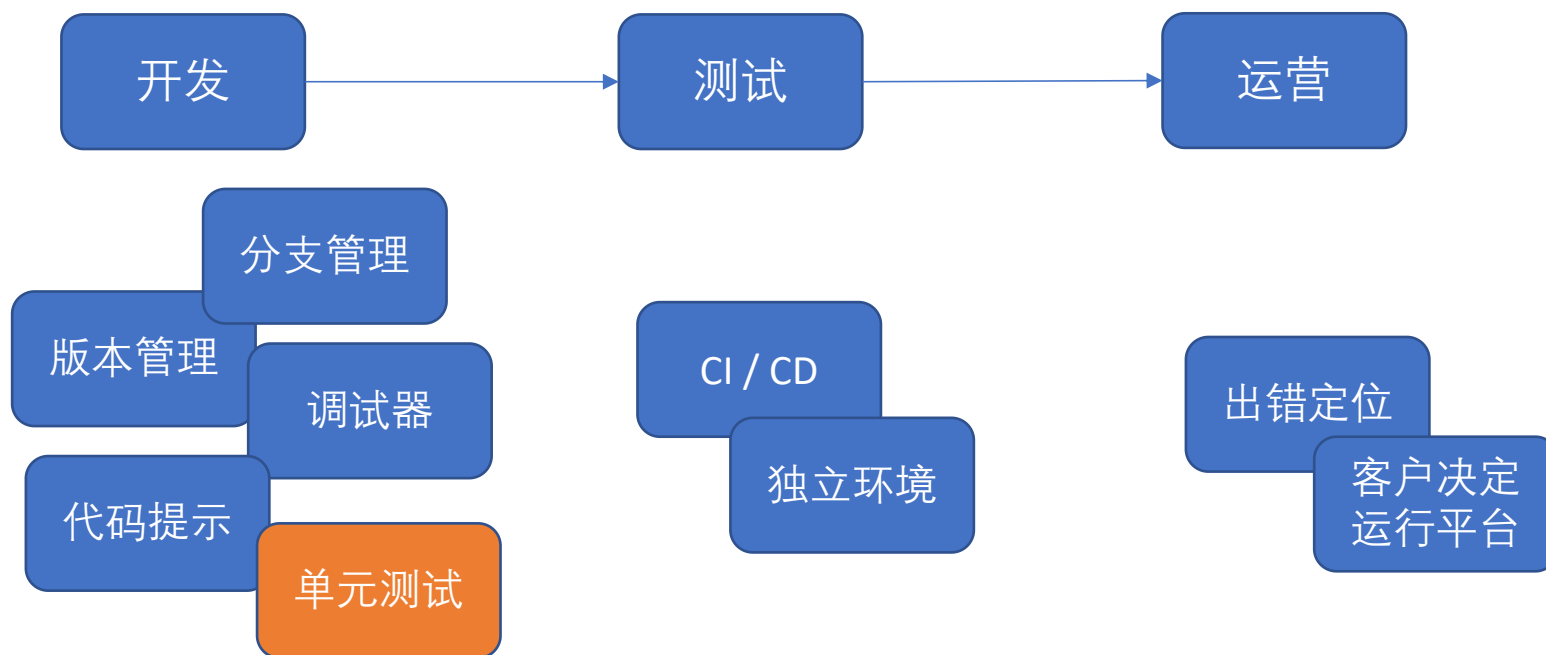 开发
测试
运营
分支管理
版本管理
调试器
代码提示
单元测试
CI / CD
独立环境
出错定位
客户决定
运行平台